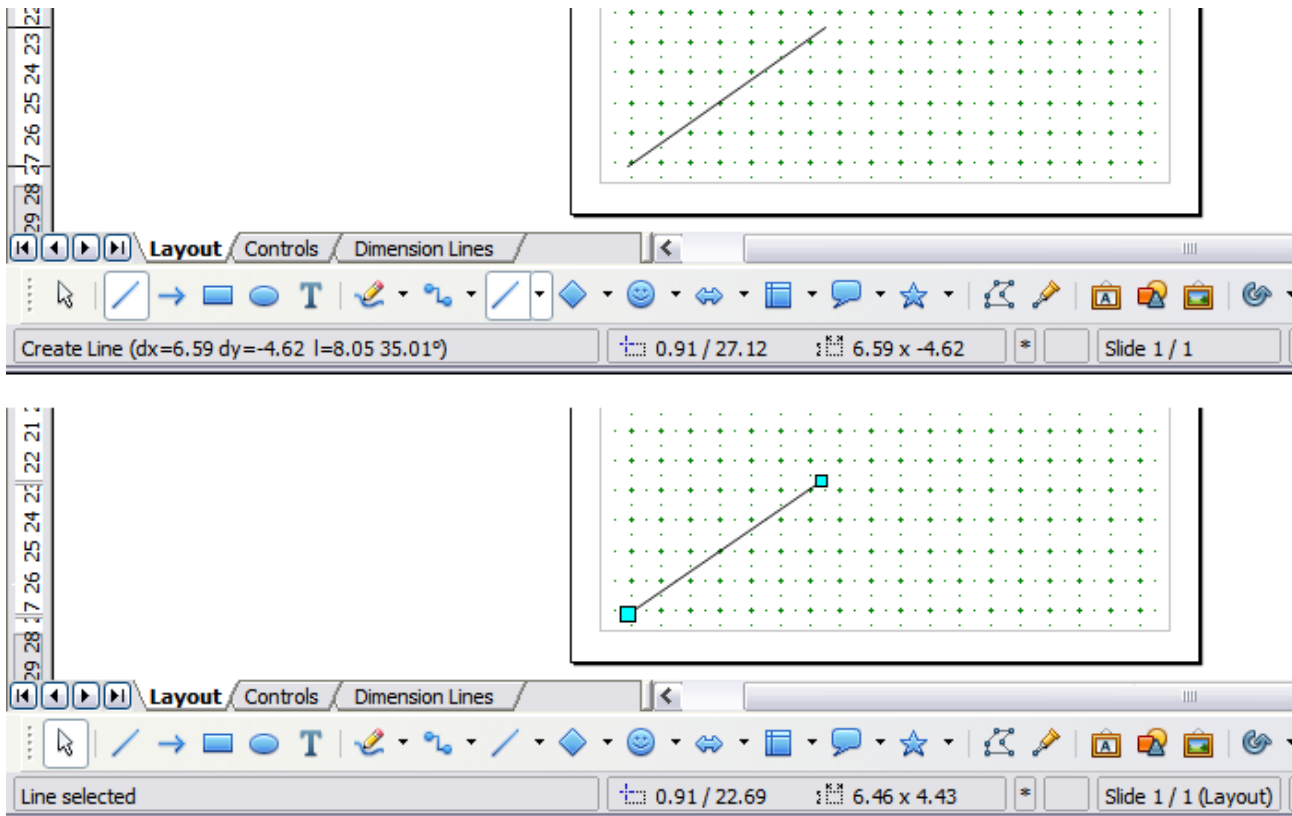 23
24
25
26
27
28
29
Layout Controls Dimension Lines
T A
Create Line (dx=6.59 dy=-4.62 l=8.05 35.01°) 0.91 / 27.12 6.59 x -4.62 * Slide 1 / 1
21
22
23
24
25
26
27
28
29
Layout Controls Dimension Lines
T A
Line selected 0.91 / 22.69 6.46 x 4.43 * Slide 1 / 1 (Layout)